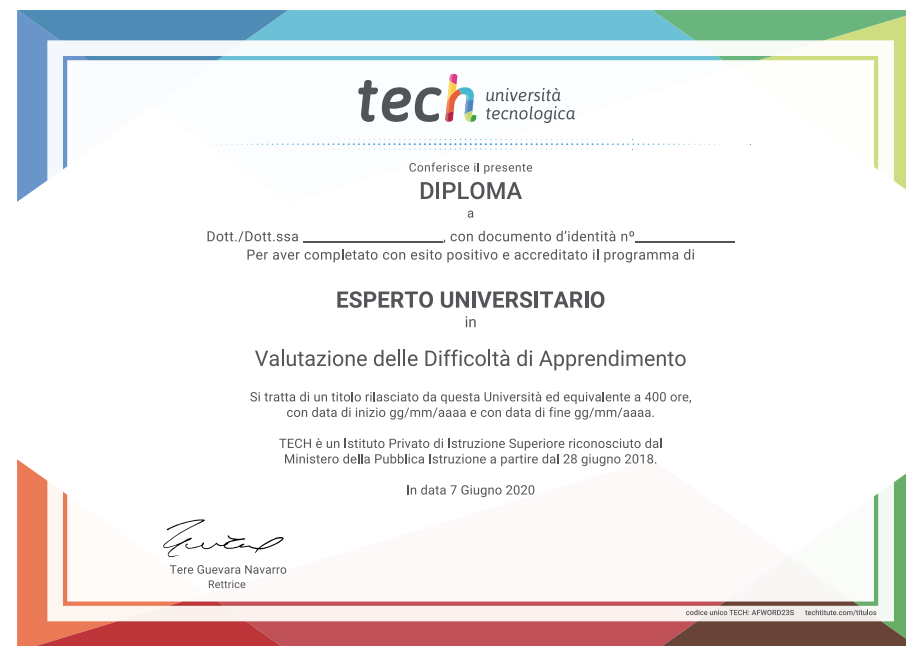 tech università
tecnologica
Conferisce il presente
DIPLOMA
a
Dott./Dott.ssa ____________________, con documento d'identità nº______________
Per aver completato con esito positivo e accreditato il programma di
ESPERTO UNIVERSITARIO
in
Valutazione delle Difficoltà di Apprendimento
Si tratta di un titolo rilasciato da questa Università ed equivalente a 400 ore,
con data di inizio gg/mm/aaaa e con data di fine gg/mm/aaaa.
TECH è un Istituto Privato di Istruzione Superiore riconosciuto dal
Ministero della Pubblica Istruzione a partire dal 28 giugno 2018.
In data 7 Giugno 2020
Tere Guevara Navarro
Rettrice
codice unico TECH: AFWORD23S techtitute.com/titulos